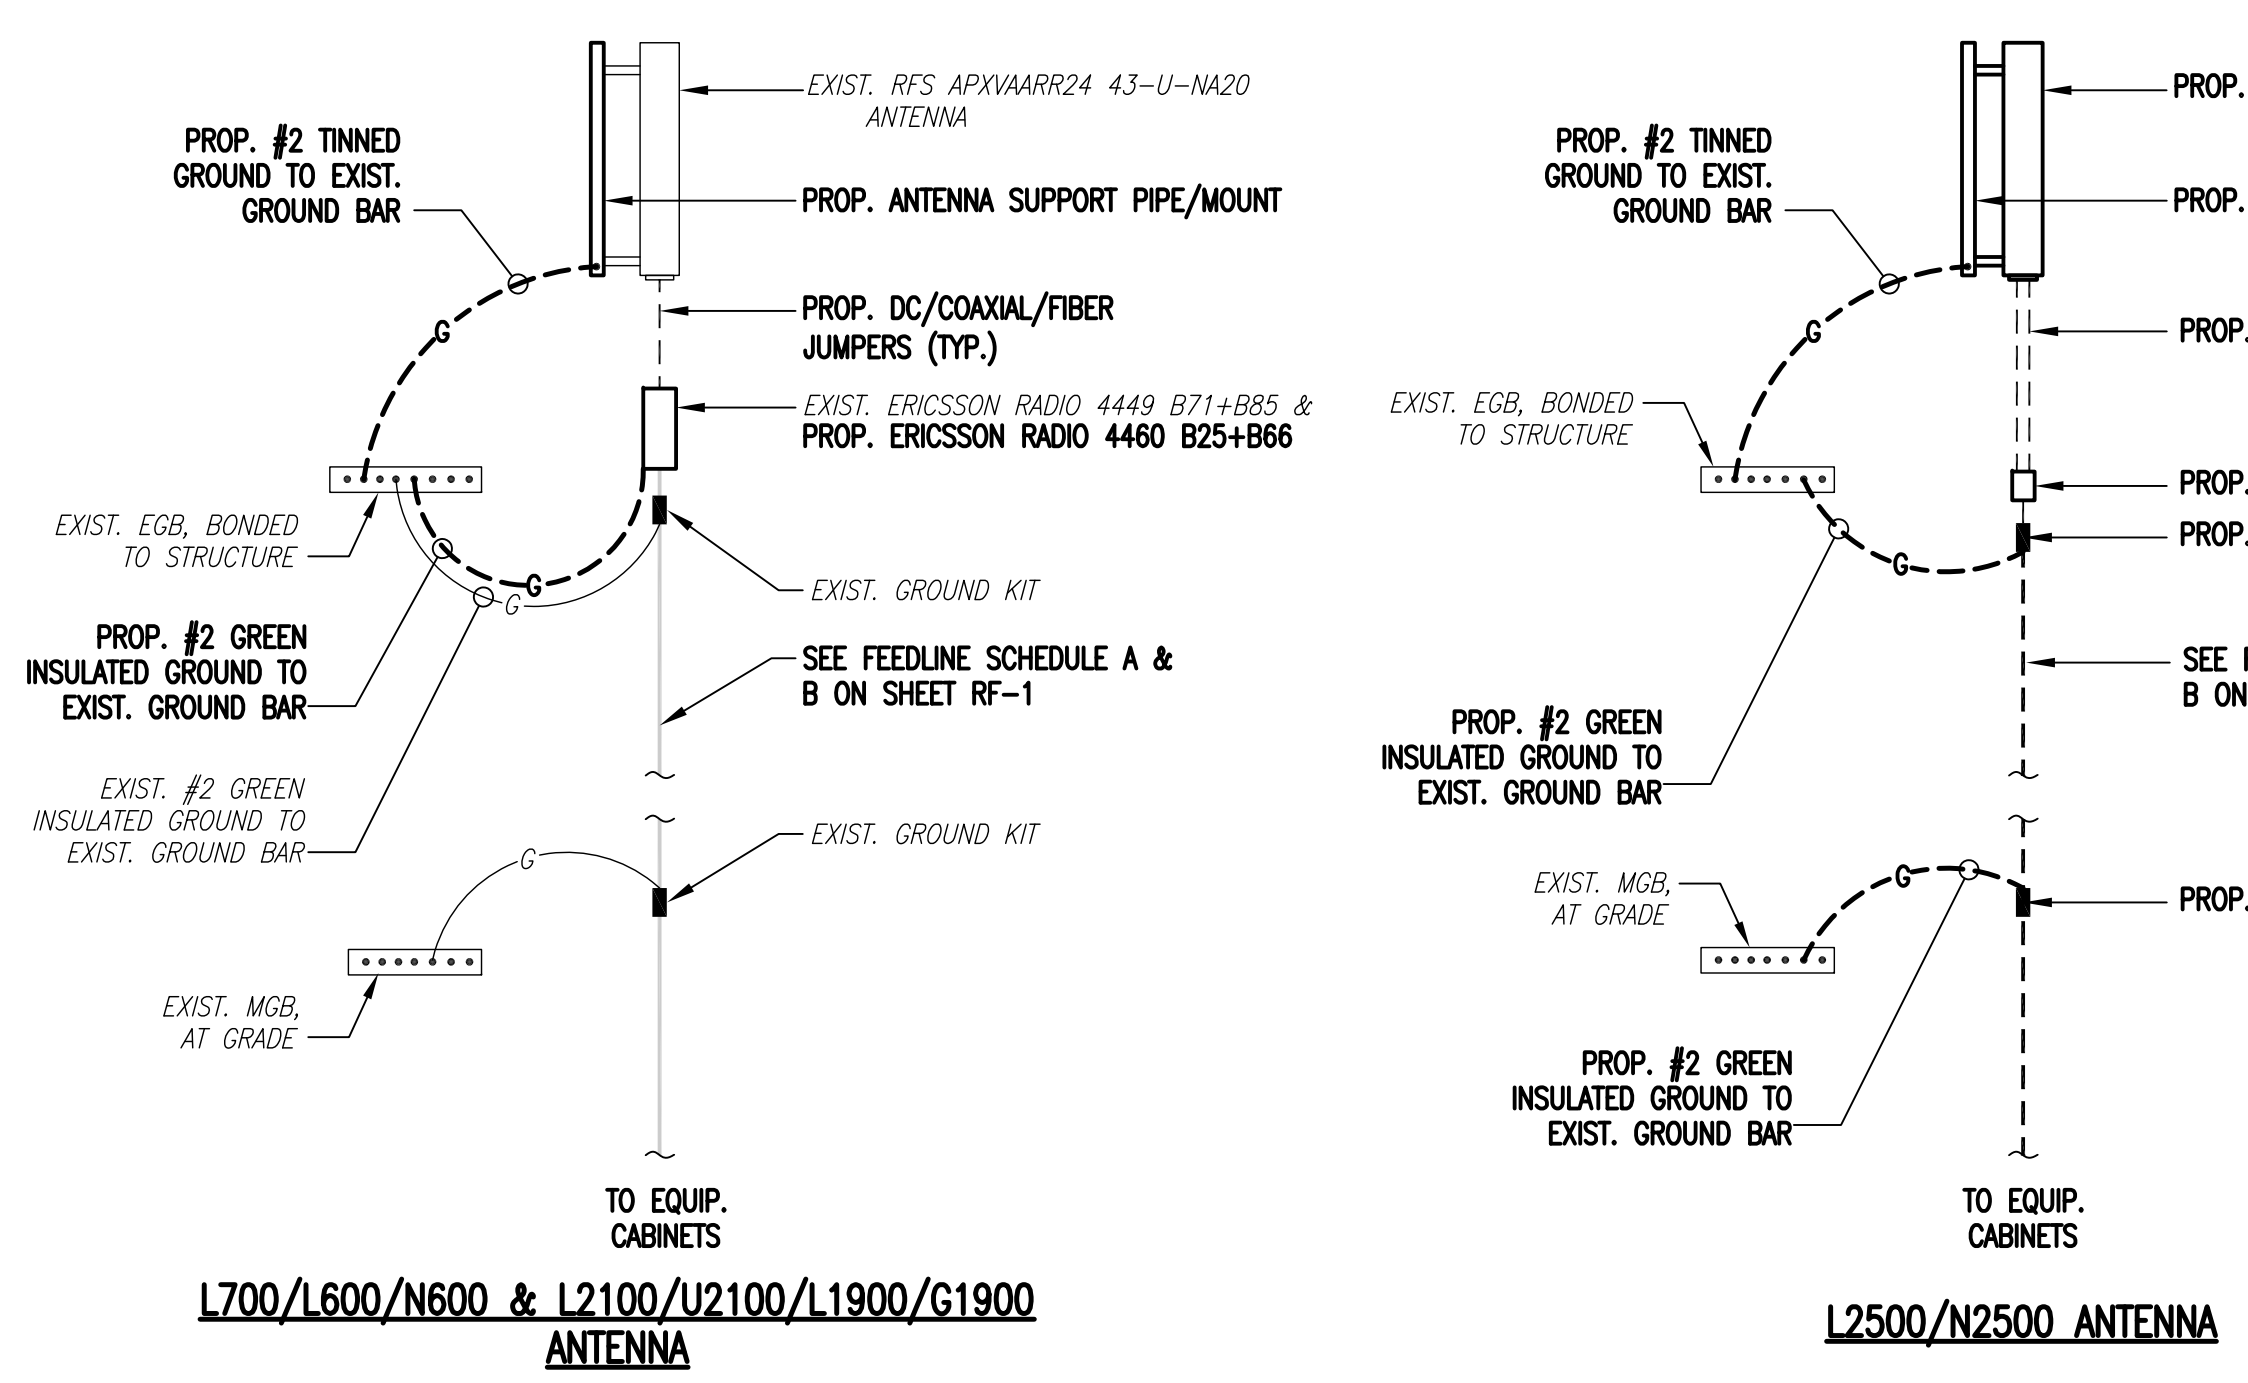 EXIST. RFS APXVAARR24 43-U-NA20
ANTENNA
PROP. #2 TINNED
GROUND TO EXIST.
GROUND BAR
PROP. ANTENNA SUPPORT PIPE/MOUNT
PROP. DC/COAXIAL/FIBER
JUMPERS (TYP.)
G
EXIST. ERICSSON RADIO 4449 B71+B85 &
PROP. ERICSSON RADIO 4460 B25+B66
EXIST. EGB, BONDED
TO STRUCTURE
G
G
EXIST. GROUND KIT
PROP. #2 GREEN
INSULATED GROUND TO
EXIST. GROUND BAR
SEE FEEDLINE SCHEDULE A &
B ON SHEET RF-1
EXIST. #2 GREEN
INSULATED GROUND TO
EXIST. GROUND BAR
EXIST. GROUND KIT
G
EXIST. MGB,
AT GRADE
TO EQUIP.
CABINETS
L700/L600/N600 & L2100/U2100/L1900/G1900
ANTENNA
PROP.
PROP. #2 TINNED
GROUND TO EXIST.
GROUND BAR
PROP.
G
PROP.
EXIST. EGB, BONDED
TO STRUCTURE
PROP.
PROP.
G
SEE
B ON
PROP. #2 GREEN
INSULATED GROUND TO
EXIST. GROUND BAR
G
EXIST. MGB,
AT GRADE
PROP.
PROP. #2 GREEN
INSULATED GROUND TO
EXIST. GROUND BAR
TO EQUIP.
CABINETS
L2500/N2500 ANTENNA